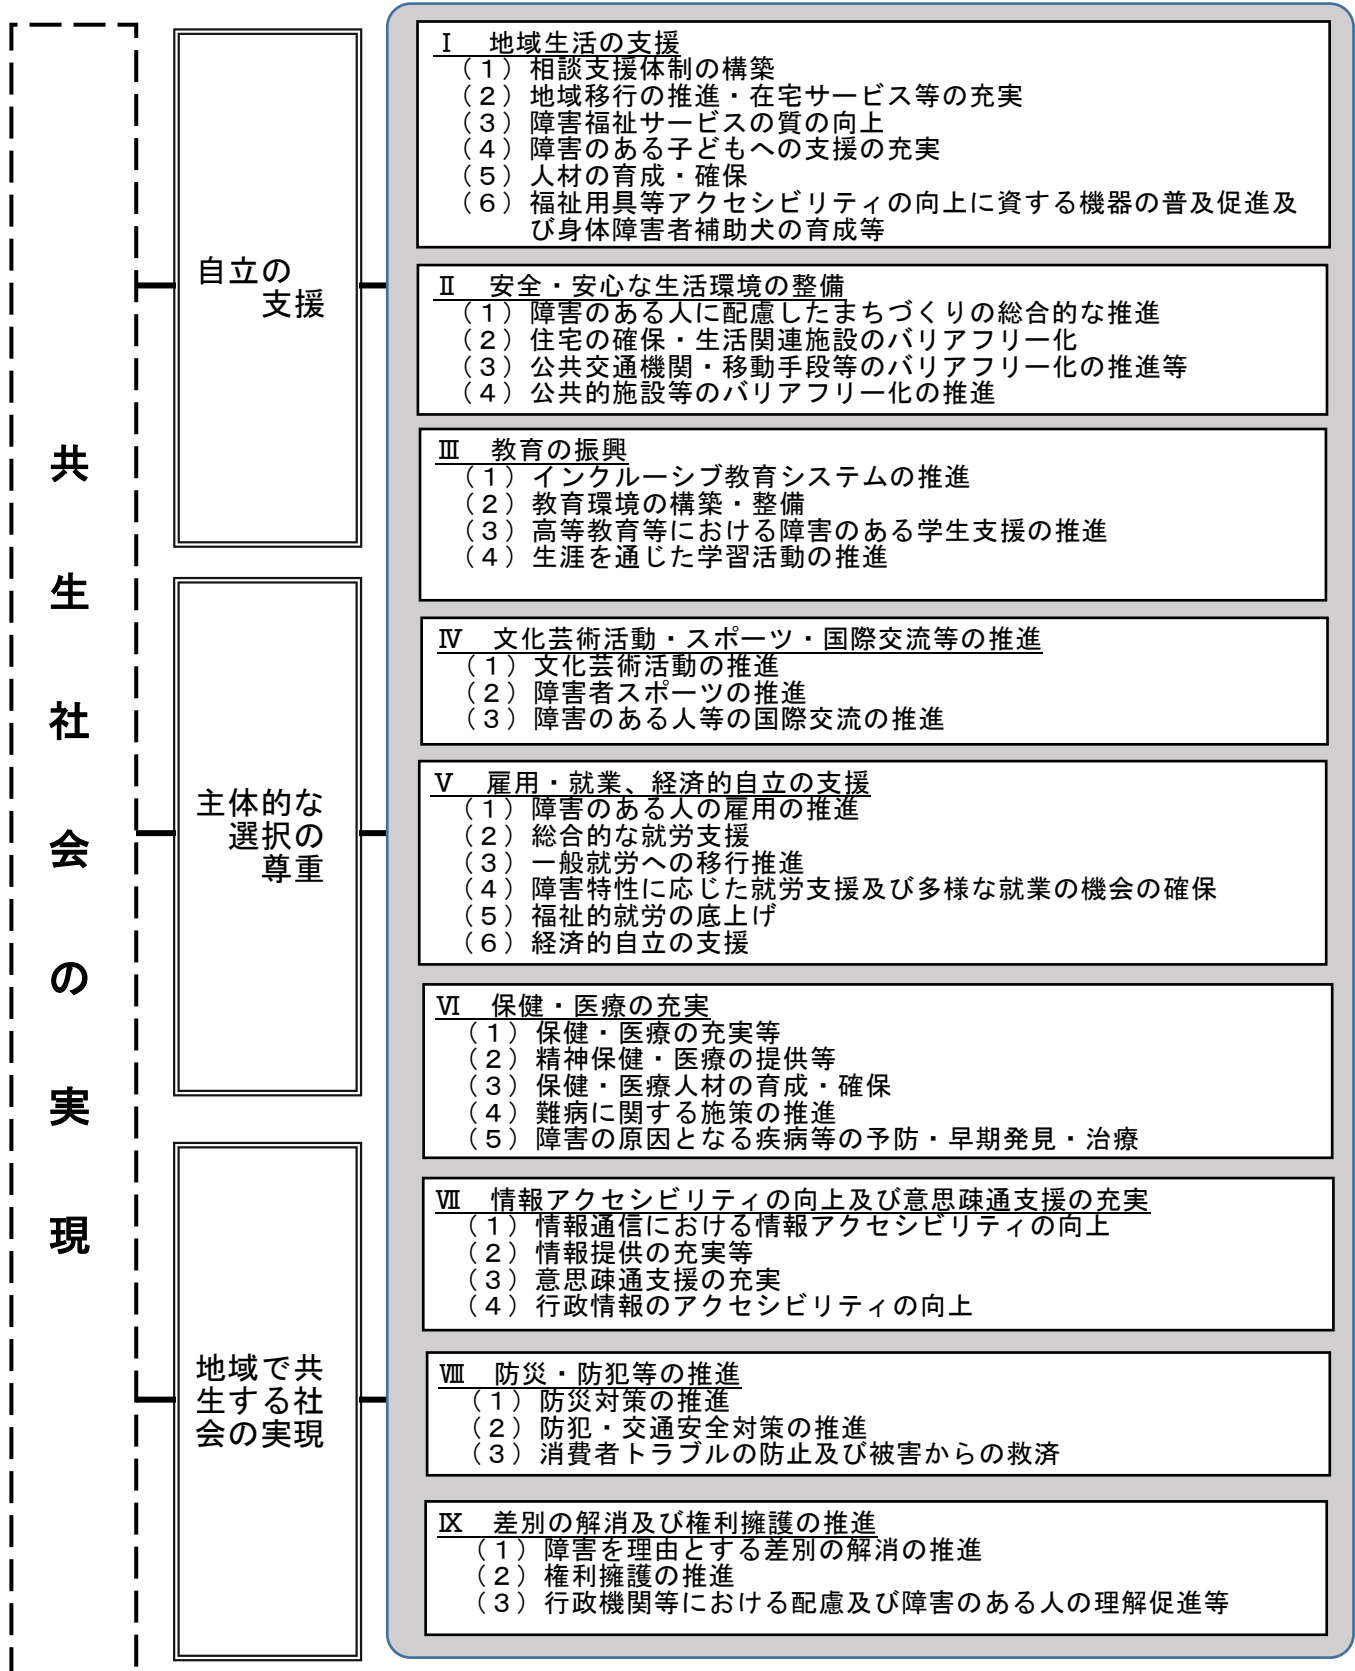 共生社会の実現
自立の
支援
主体的な
選択の
尊重
地域で共
生する社
会の実現
Ⅰ 地域生活の支援
（１）相談支援体制の構築
（２）地域移行の推進・在宅サービス等の充実
（３）障害福祉サービスの質の向上
（４）障害のある子どもへの支援の充実
（５）人材の育成・確保
（６）福祉用具等アクセシビリティの向上に資する機器の普及促進及
び身体障害者補助犬の育成等
Ⅱ 安全・安心な生活環境の整備
（１）障害のある人に配慮したまちづくりの総合的な推進
（２）住宅の確保・生活関連施設のバリアフリー化
（３）公共交通機関・移動手段等のバリアフリー化の推進等
（４）公共的施設等のバリアフリー化の推進
Ⅲ 教育の振興
（１）インクルーシブ教育システムの推進
（２）教育環境の構築・整備
（３）高等教育等における障害のある学生支援の推進
（４）生涯を通じた学習活動の推進
Ⅳ 文化芸術活動・スポーツ・国際交流等の推進
（１）文化芸術活動の推進
（２）障害者スポーツの推進
（３）障害のある人等の国際交流の推進
Ⅴ 雇用・就業、経済的自立の支援
（１）障害のある人の雇用の推進
（２）総合的な就労支援
（３）一般就労への移行推進
（４）障害特性に応じた就労支援及び多様な就業の機会の確保
（５）福祉的就労の底上げ
（６）経済的自立の支援
Ⅵ 保健・医療の充実
（１）保健・医療の充実等
（２）精神保健・医療の提供等
（３）保健・医療人材の育成・確保
（４）難病に関する施策の推進
（５）障害の原因となる疾病等の予防・早期発見・治療
Ⅶ 情報アクセシビリティの向上及び意思疎通支援の充実
（１）情報通信における情報アクセシビリティの向上
（２）情報提供の充実等
（３）意思疎通支援の充実
（４）行政情報のアクセシビリティの向上
Ⅷ 防災・防犯等の推進
（１）防災対策の推進
（２）防犯・交通安全対策の推進
（３）消費者トラブルの防止及び被害からの救済
Ⅸ 差別の解消及び権利擁護の推進
（１）障害を理由とする差別の解消の推進
（２）権利擁護の推進
（３）行政機関等における配慮及び障害のある人の理解促進等